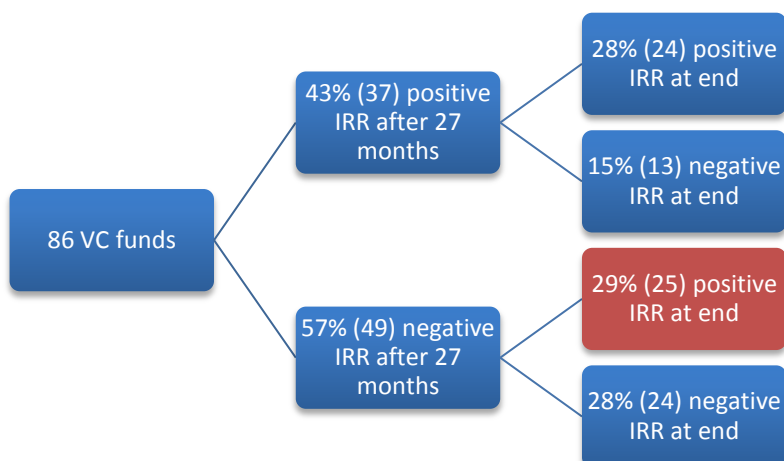 86 VC funds
43% (37) positive
IRR after 27
months
28% (24) positive
IRR at end
15% (13) negative
IRR at end
57% (49) negative
IRR after 27
months
29% (25) positive
IRR at end
28% (24) negative
IRR at end